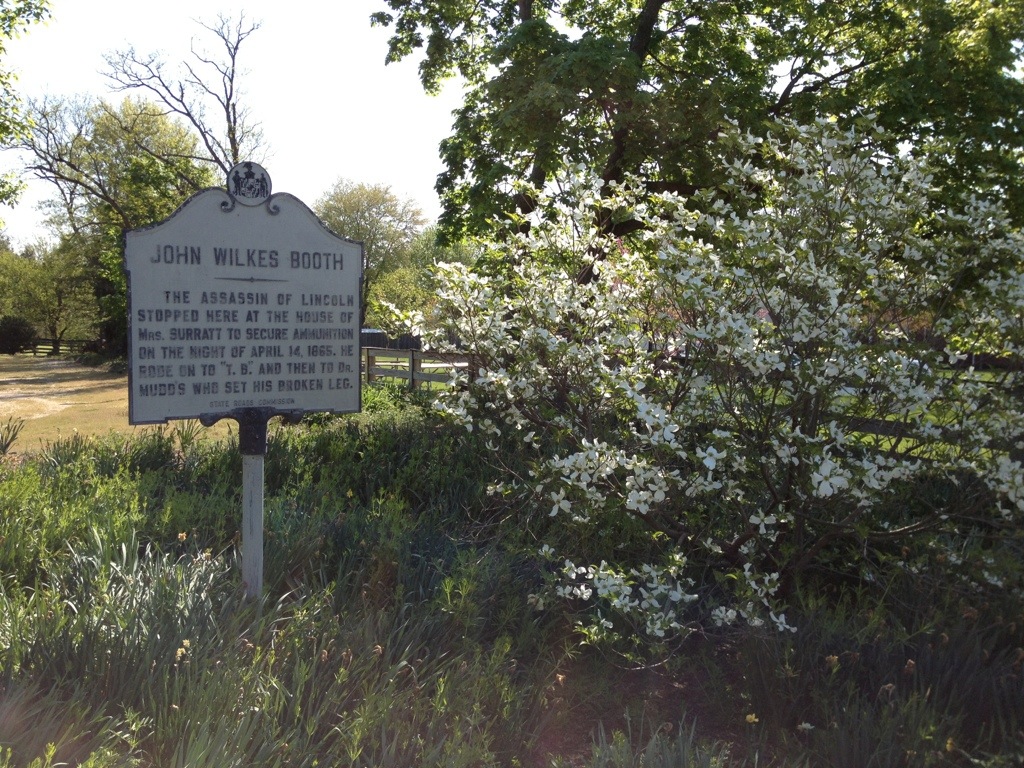 JOHN WILKES BOOTH
THE ASSASSIN OF LINCOLN
STOPPED HERE AT THE HOUSE OF
MRS. SURRATT TO SECURE AMMUNITION
ON THE NIGHT OF APRIL 14, 1865. HE
RODE ON TO "T. B." AND THEN TO DR.
MUDD'S WHO SET HIS BROKEN LEG.
STATE ROADS COMMISSION